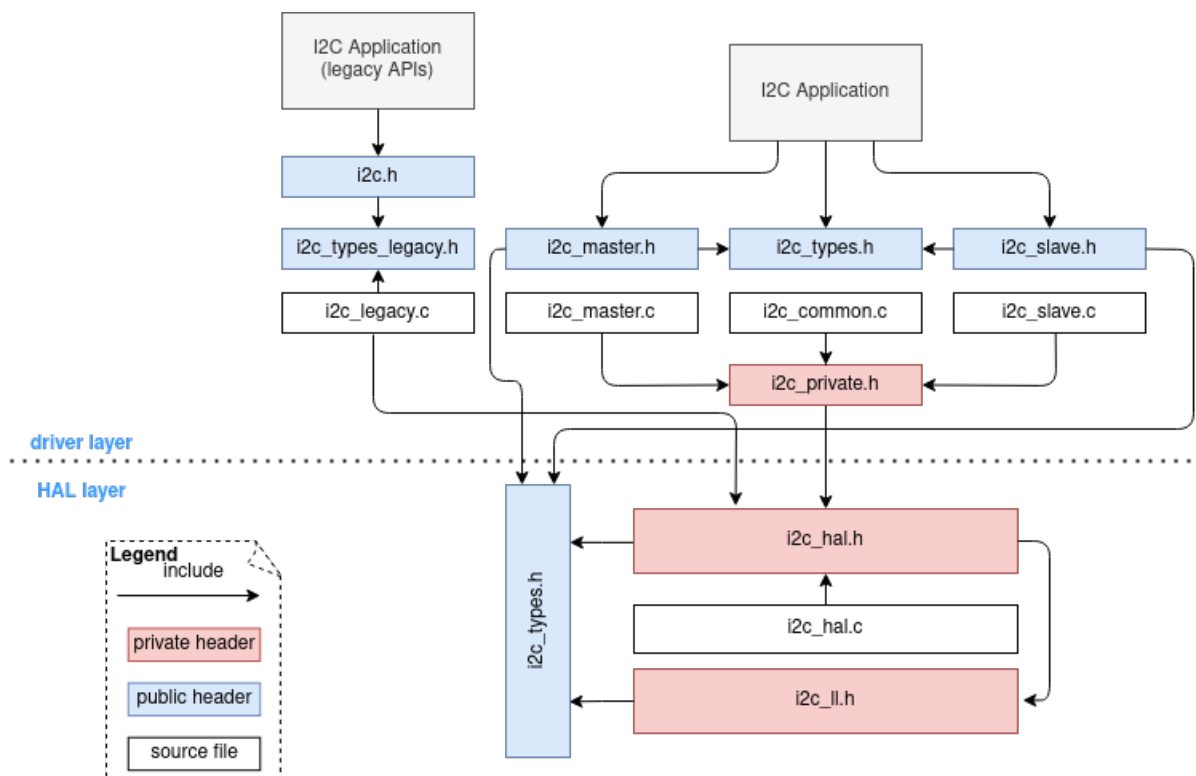 I2C Application
(legacy APIs)
I2C Application
i2c.h
i2c_types_legacy.h
i2c_master.h
i2c_types.h
i2c_slave.h
i2c_legacy.c
i2c_master.c
i2c_common.c
i2c_slave.c
i2c_private.h
driver layer
HAL layer
i2c_types.h
i2c_hal.h
i2c_hal.c
i2c_ll.h
Legend
include
private header
public header
source file